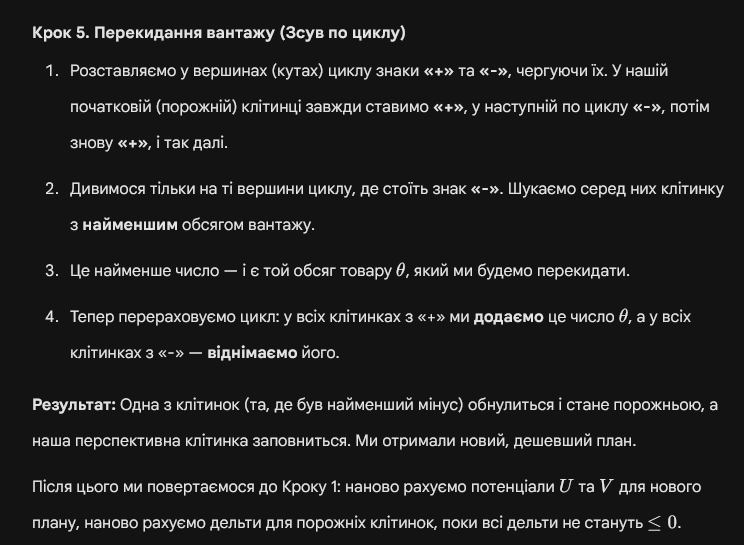 Крок 5. Перекидання вантажу (Зсув по циклу)
1. Розставляємо у вершинах (кутах) циклу знаки «+» та «-», чергуючи їх. У нашій
початковій (порожній) клітинці завжди ставимо «+», у наступній по циклу «-», потім
знову «+», і так далі.
2. Дивимося тільки на ті вершини циклу, де стоїть знак «-». Шукаємо серед них клітинку
з найменшим обсягом вантажу.
3. Це найменше число — і є той обсяг товару θ, який ми будемо перекидати.
4. Тепер перераховуємо цикл: у всіх клітинках з «+» ми додаємо це число θ, а у всіх
клітинках з «-» — віднімаємо його.
Результат: Одна з клітинок (та, де був найменший мінус) обнулиться і стане порожньою, а
наша перспективна клітинка заповниться. Ми отримали новий, дешевший план.
Після цього ми повертаємося до Кроку 1: наново рахуємо потенціали U та V для нового
плану, наново рахуємо дельти для порожніх клітинок, поки всі дельти не стануть ≤ 0.